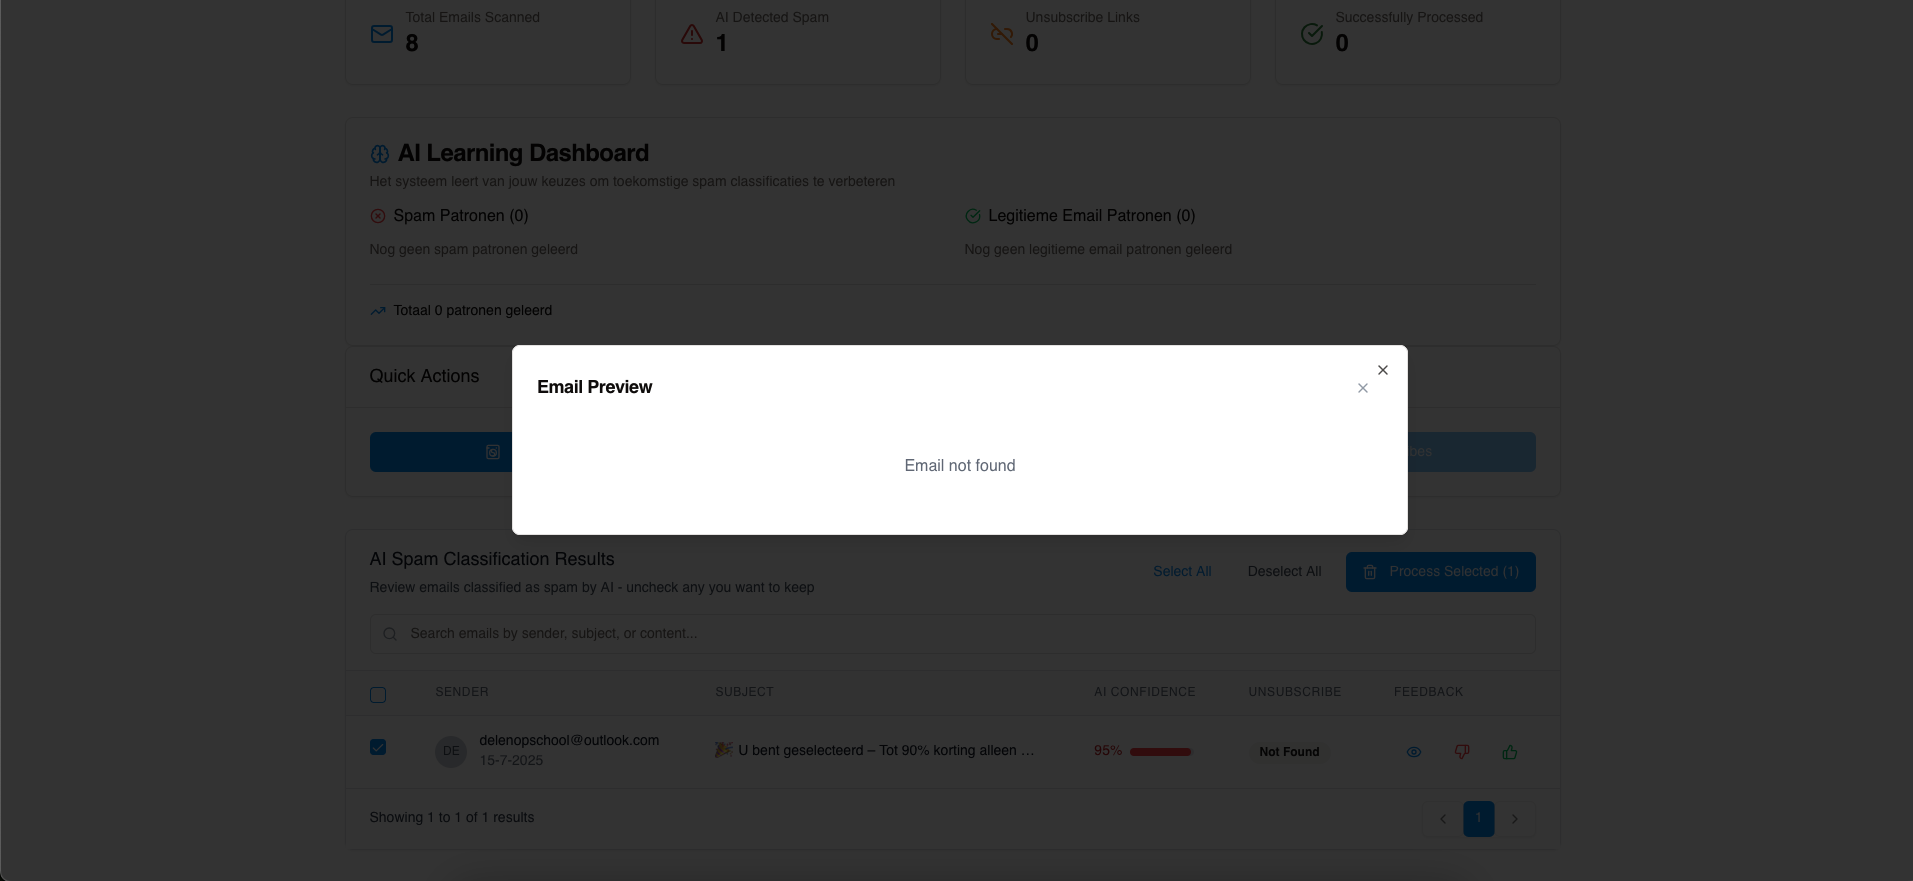 Total Emails Scanned
8
AI Detected Spam
1
Unsubscribe Links
0
Successfully Processed
0
AI Learning Dashboard
Het systeem leert van jouw keuzes om toekomstige spam classificaties te verbeteren
Spam Patronen (0)
Nog geen spam patronen geleerd
Legitieme Email Patronen (0)
Nog geen legitieme email patronen geleerd
Totaal 0 patronen geleerd
Quick Actions
Email Preview
Email not found
AI Spam Classification Results
Review emails classified as spam by AI - uncheck any you want to keep
Select All
Deselect All
Process Selected (1)
Search emails by sender, subject, or content...
SENDER SUBJECT AI CONFIDENCE UNSUBSCRIBE FEEDBACK
DE
delenopschool@outlook.com
15-7-2025
🎉 U bent geselecteerd – Tot 90% korting alleen …
95%
Not Found
Showing 1 to 1 of 1 results
1